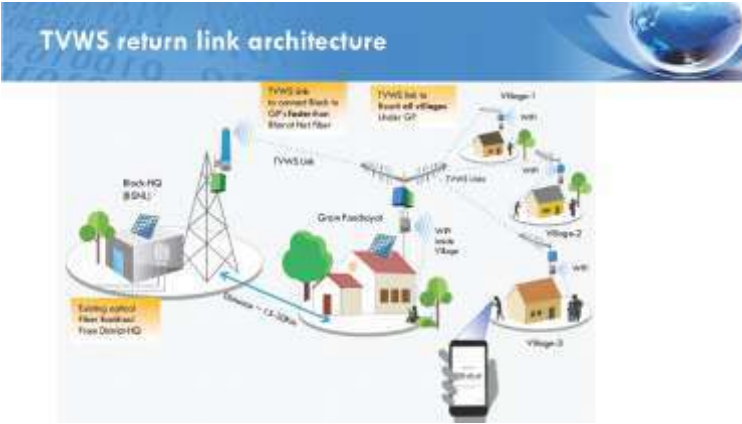 TVWS return link architecture
TVWS Link
to connect Block to
GP's faster than
Bharat Net Fiber
TVWS link to
Reach all villages
Under GP
Village-1
WiFi
TVWS Link
TVWS Links
WiFi
Block-HQ
(BSNL)
Gram Panchayat
WiFi
Inside
Village
Village-2
WiFi
Existing optical
Fiber Backhaul
From District-HQ
Distance ~
Village-3